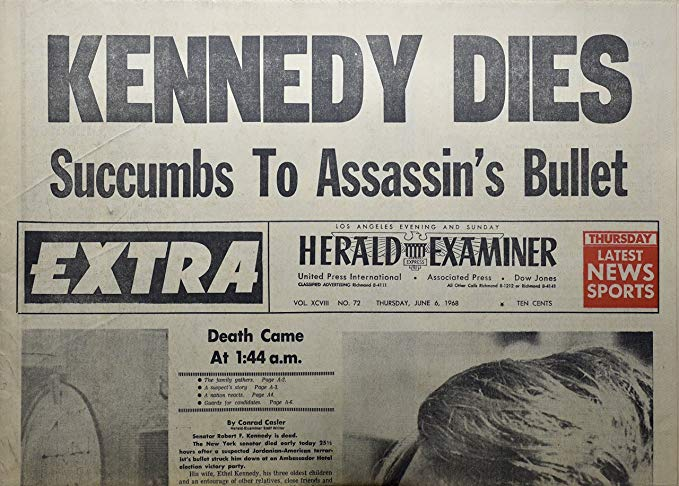 KENNEDY DIES
Succumbs To Assassin's Bullet
EXTRA
LOS ANGELES EVENING AND SUNDAY
HERALD EXAMINER
EXPRESS
United Press International • Associated Press • Dow Jones
CLASSIFIED ADVERTISING Richmond 8-4111 All Other Calls Richmond 8-1212 or Richmond 8-4141
VOL. XCVIII NO. 72 THURSDAY, JUNE 6, 1968 TEN CENTS
THURSDAY
LATEST
NEWS
SPORTS
Death Came
At 1:44 a.m.
• The family gathers. Page A-2.
• A suspect's story Page A-3.
• A nation reacts. Page A4.
• Guards for candidates. Page A-6.
By Conrad Casler
Herald-Examiner Staff Writer
Senator Robert F. Kennedy is dead.
The New York senator died early today 25½
hours after a suspected Jordanian-American terror-
ist's bullet struck him down at an Ambassador Hotel
election victory party.
His wife, Ethel Kennedy, his three oldest children
and an entourage of other relatives, close friends and